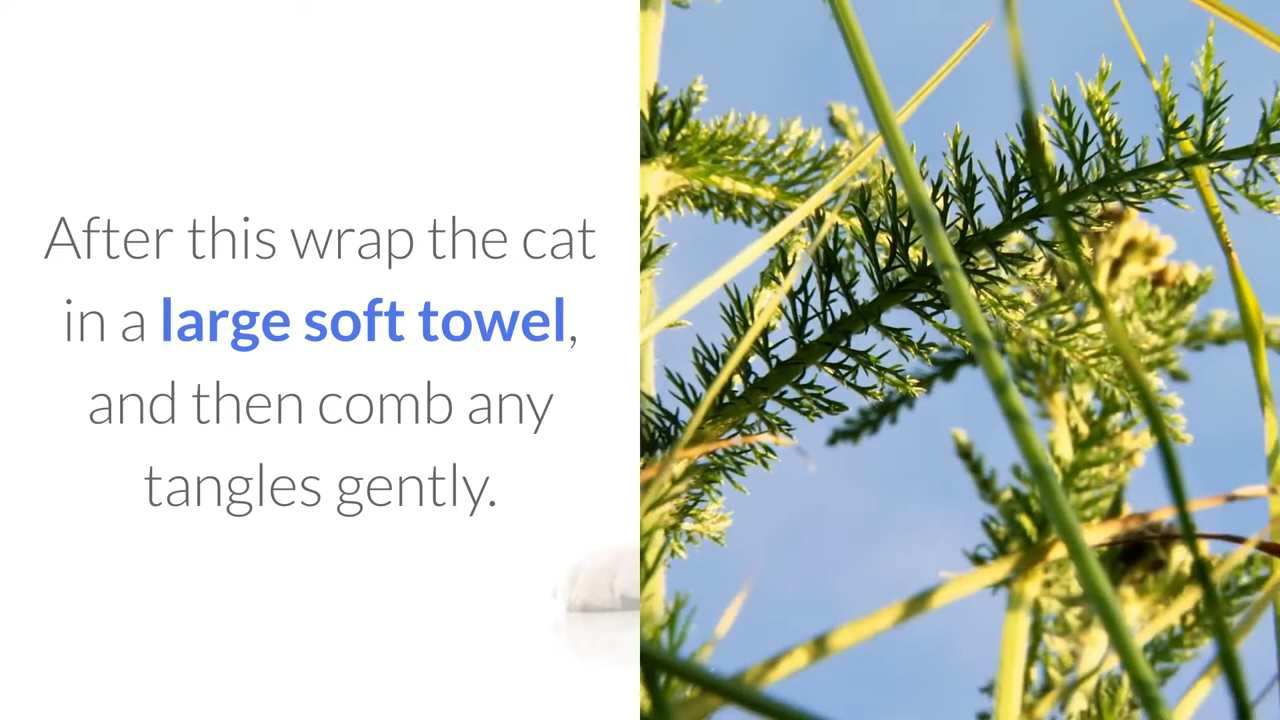 After this wrap the cat
in a large soft towel,
and then comb any
tangles gently.